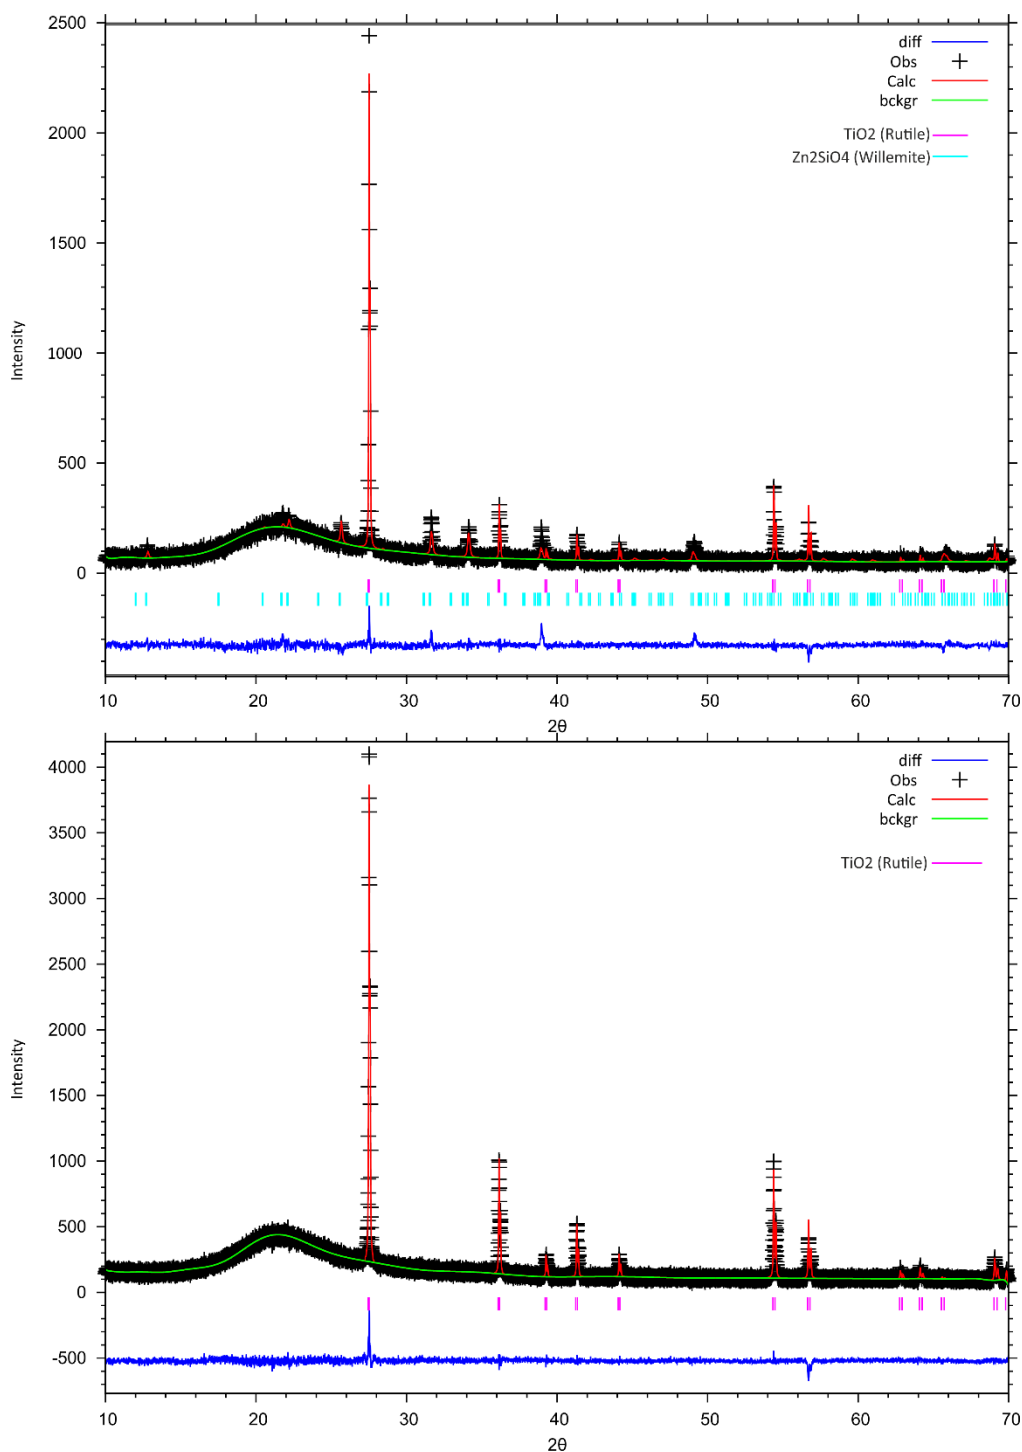 2500
diff
Obs
Calc
bckgr
2000
TiO2 (Rutile)
Zn2SiO4 (Willemite)
1500
Intensity
1000
500
0
10 20 30 40 50 60 70
2θ
4000
diff
Obs
Calc
bckgr
3500
TiO2 (Rutile)
3000
2500
2000
1500
Intensity
1000
500
0
-500
10 20 30 40 50 60 70
2θ